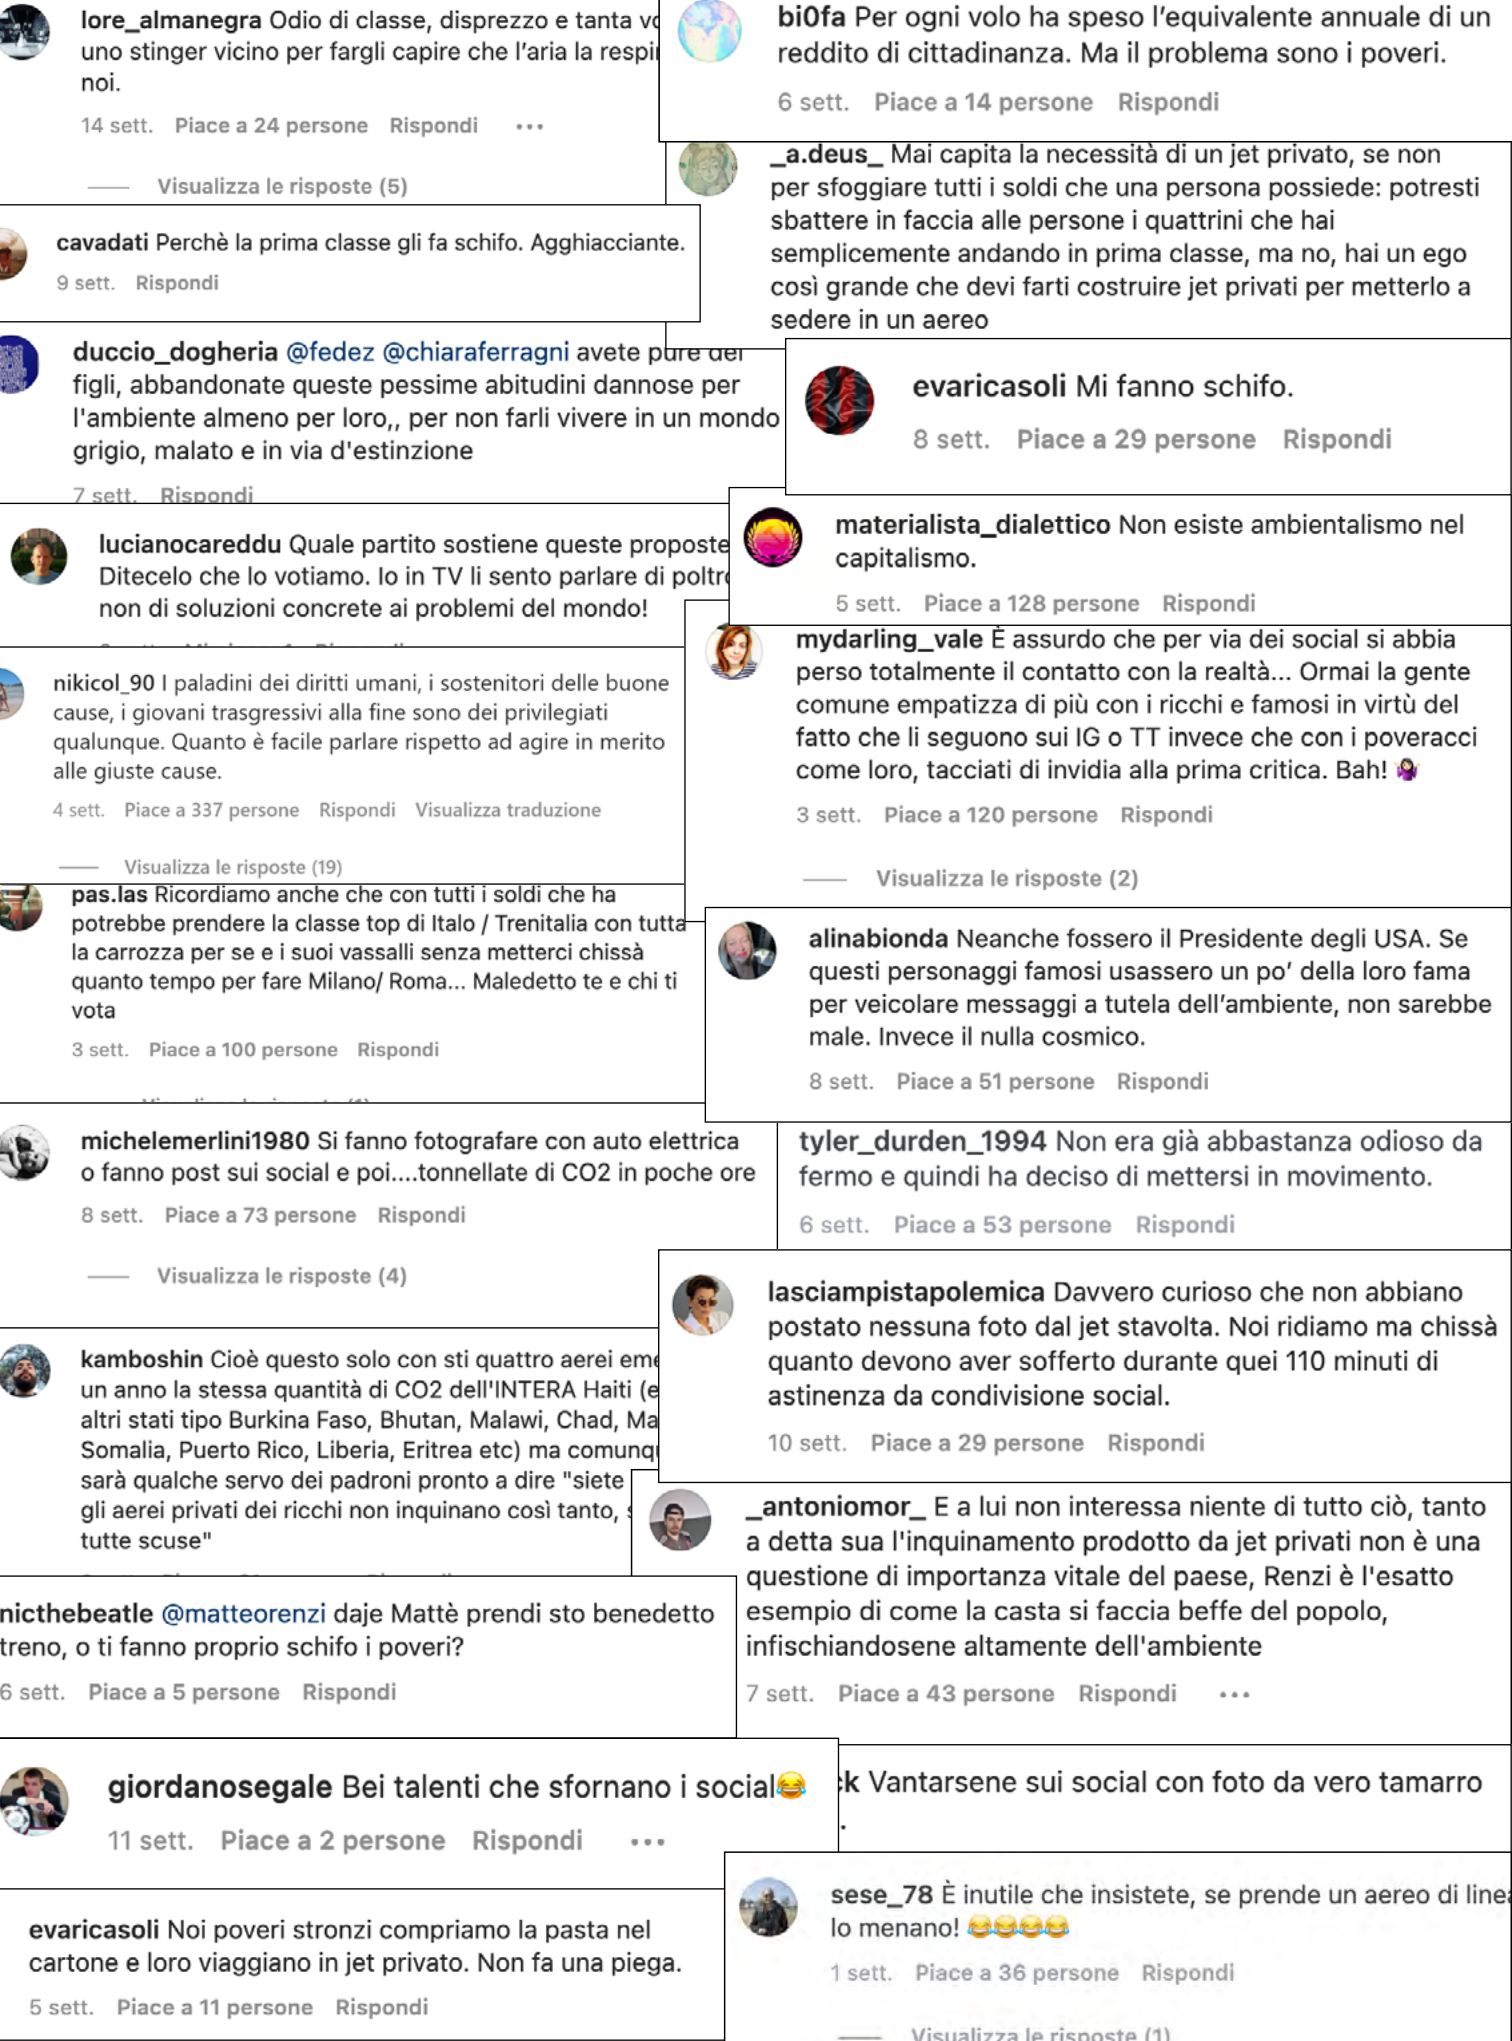 lore_almanegra Odio di classe, disprezzo e tanta
uno stinger vicino per fargli capire che l'aria la
noi.
14 sett. Piace a 24 persone Rispondi ...
Visualizza le risposte (5)
bi0fa Per ogni volo ha speso l'equivalente annuale di un
reddito di cittadinanza. Ma il problema sono i poveri.
6 sett. Piace a 14 persone Rispondi
_a.deus_ Mai capita la necessità di un jet privato, se non
per sfoggiare tutti i soldi che una persona possiede: potresti
sbattere in faccia alle persone i quattrini che hai
semplicemente andando in prima classe, ma no, hai un ego
così grande che devi farti costruire jet privati per metterlo a
sedere in un aereo
cavadati Perchè la prima classe gli fa schifo. Agghiacciante.
9 sett. Rispondi
duccio_dogheria @fedez @chiaraferragni avete pure dei
figli, abbandonate queste pessime abitudini dannose per
l'ambiente almeno per loro,, per non farli vivere in un mondo
grigio, malato e in via d'estinzione
7 sett. Rispondi
evaricasoli Mi fanno schifo.
8 sett. Piace a 29 persone Rispondi
lucianocareddu Quale partito sostiene queste proposte
Ditecelo che lo votiamo. Io in TV li sento parlare di
non di soluzioni concrete ai problemi del mondo!
materialista_dialettico Non esiste ambientalismo nel
capitalismo.
5 sett. Piace a 128 persone Rispondi
mydarling_vale È assurdo che per via dei social si abbia
perso totalmente il contatto con la realtà... Ormai la gente
comune empatizza di più con i ricchi e famosi in virtù del
fatto che li seguono sui IG o TT invece che con i poveracci
come loro, tacciati di invidia alla prima critica. Bah! 🤷🏻‍♀️
3 sett. Piace a 120 persone Rispondi
Visualizza le risposte (2)
nikicol_90 I paladini dei diritti umani, i sostenitori delle buone
cause, i giovani trasgressivi alla fine sono dei privilegiati
qualunque. Quanto è facile parlare rispetto ad agire in merito
alle giuste cause.
4 sett. Piace a 337 persone Rispondi Visualizza traduzione
Visualizza le risposte (19)
pas.las Ricordiamo anche che con tutti i soldi che ha
potrebbe prendere la classe top di Italo / Trenitalia con tutta
la carrozza per se e i suoi vassalli senza metterci chissà
quanto tempo per fare Milano/ Roma... Maledetto te e chi ti
vota
3 sett. Piace a 100 persone Rispondi
alinabionda Neanche fossero il Presidente degli USA. Se
questi personaggi famosi usassero un po' della loro fama
per veicolare messaggi a tutela dell'ambiente, non sarebbe
male. Invece il nulla cosmico.
8 sett. Piace a 51 persone Rispondi
michelemerlini1980 Si fanno fotografare con auto elettrica
o fanno post sui social e poi....tonnellate di CO2 in poche ore
8 sett. Piace a 73 persone Rispondi
Visualizza le risposte (4)
tyler_durden_1994 Non era già abbastanza odioso da
fermo e quindi ha deciso di mettersi in movimento.
6 sett. Piace a 53 persone Rispondi
lasciampistapolemica Davvero curioso che non abbiano
postato nessuna foto dal jet stavolta. Noi ridiamo ma chissà
quanto devono aver sofferto durante quei 110 minuti di
astinenza da condivisione social.
10 sett. Piace a 29 persone Rispondi
kamboshin Cioè questo solo con sti quattro aerei
un anno la stessa quantità di CO2 dell'INTERA Haiti (e
altri stati tipo Burkina Faso, Bhutan, Malawi, Chad,
Somalia, Puerto Rico, Liberia, Eritrea etc) ma
sarà qualche servo dei padroni pronto a dire "siete
gli aerei privati dei ricchi non inquinano così tanto,
tutte scuse"
_antoniomor_ E a lui non interessa niente di tutto ciò, tanto
a detta sua l'inquinamento prodotto da jet privati non è una
questione di importanza vitale del paese, Renzi è l'esatto
esempio di come la casta si faccia beffe del popolo,
infischiandosene altamente dell'ambiente
7 sett. Piace a 43 persone Rispondi ...
nicthebeatle @matteorenzi daje Mattè prendi sto benedetto
treno, o ti fanno proprio schifo i poveri?
6 sett. Piace a 5 persone Rispondi
giordanosegale Bei talenti che sfornano i social😂
11 sett. Piace a 2 persone Rispondi ...
ck Vantarsene sui social con foto da vero tamarro
.
evaricasoli Noi poveri stronzi compriamo la pasta nel
cartone e loro viaggiano in jet privato. Non fa una piega.
5 sett. Piace a 11 persone Rispondi
sese_78 È inutile che insistete, se prende un aereo di linea
lo menano! 😂😂😂😂
1 sett. Piace a 36 persone Rispondi
Visualizza le risposte (1)